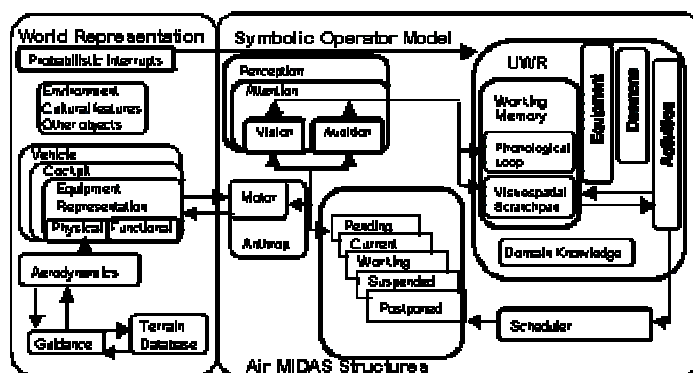 World Representation
Probabilistic Interrupts
Environment
Cultural features
Other objects
Vehicle
Cockpit
Equipment
Representation
Physical
Functional
Aerodynamics
Guidance
Terrain
Database
Symbolic Operator Model
Perception
Attention
Vision
Audition
Motor
Anthrop
Pending
Current
Working
Suspended
Postponed
UWR
Working
Memory
Phonological
Loop
Visuospatial
Scratchpad
Equipment
Daemons
Activities
Domain Knowledge
Scheduler
Air MIDAS Structures